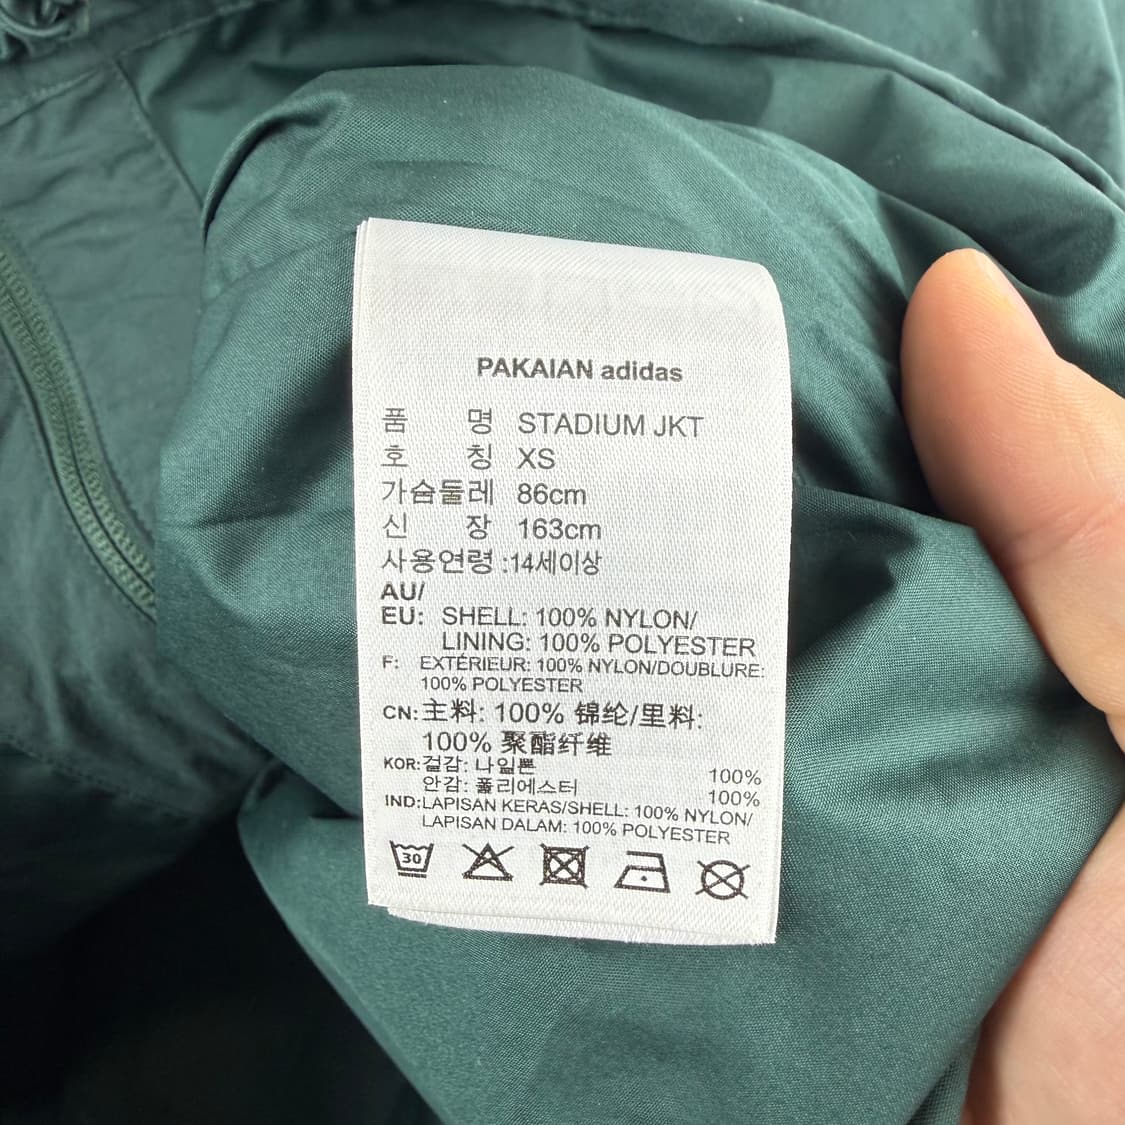 PAKAIAN adidas
품 명 STADIUM JKT
호 칭 XS
가슴둘레 86cm
신 장 163cm
사용연령 :14세이상
AU/
EU: SHELL: 100% NYLON/
LINING: 100% POLYESTER
F: EXTÉRIEUR: 100% NYLON/DOUBLURE:
100% POLYESTER
CN: 主料: 100% 锦纶/里料:
100% 聚酯纤维
KOR: 겉감: 나일론 100%
안감: 폴리에스터 100%
IND: LAPISAN KERAS/SHELL: 100% NYLON/
LAPISAN DALAM: 100% POLYESTER
30